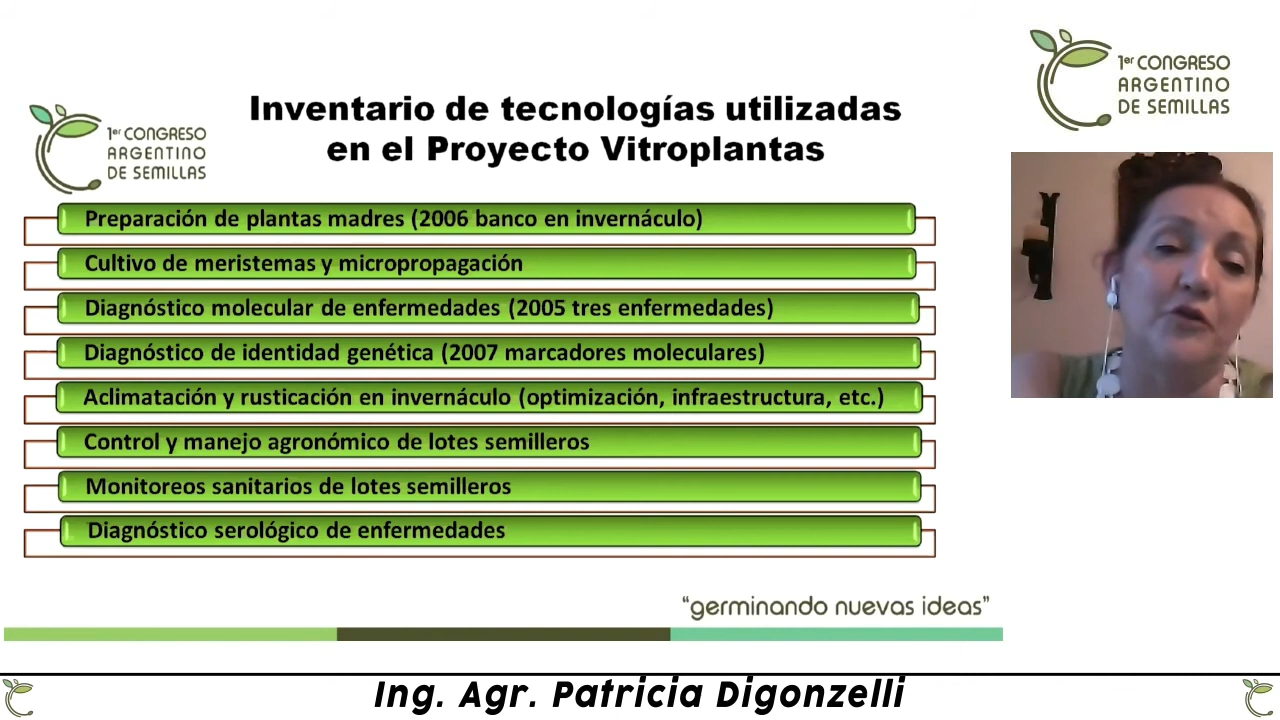 Inventario de tecnologías utilizadas
en el Proyecto Vitroplantas
1er CONGRESO
ARGENTINO
DE SEMILLAS
1er CONGRESO
ARGENTINO
DE SEMILLAS
Preparación de plantas madres (2006 banco en invernáculo)
Cultivo de meristemas y micropropagación
Diagnóstico molecular de enfermedades (2005 tres enfermedades)
Diagnóstico de identidad genética (2007 marcadores moleculares)
Aclimatación y rusticación en invernáculo (optimización, infraestructura, etc.)
Control y manejo agronómico de lotes semilleros
Monitoreos sanitarios de lotes semilleros
Diagnóstico serológico de enfermedades
“germinando nuevas ideas”
Ing. Agr. Patricia Digonzelli